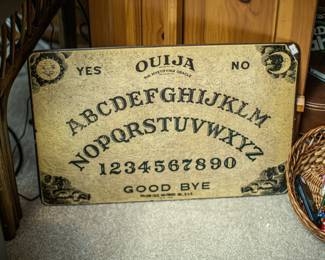 OUIJA
YES NO
ABCDEFGHIJKLM
NOPQRSTUVWXYZ
1234567890
GOOD BYE